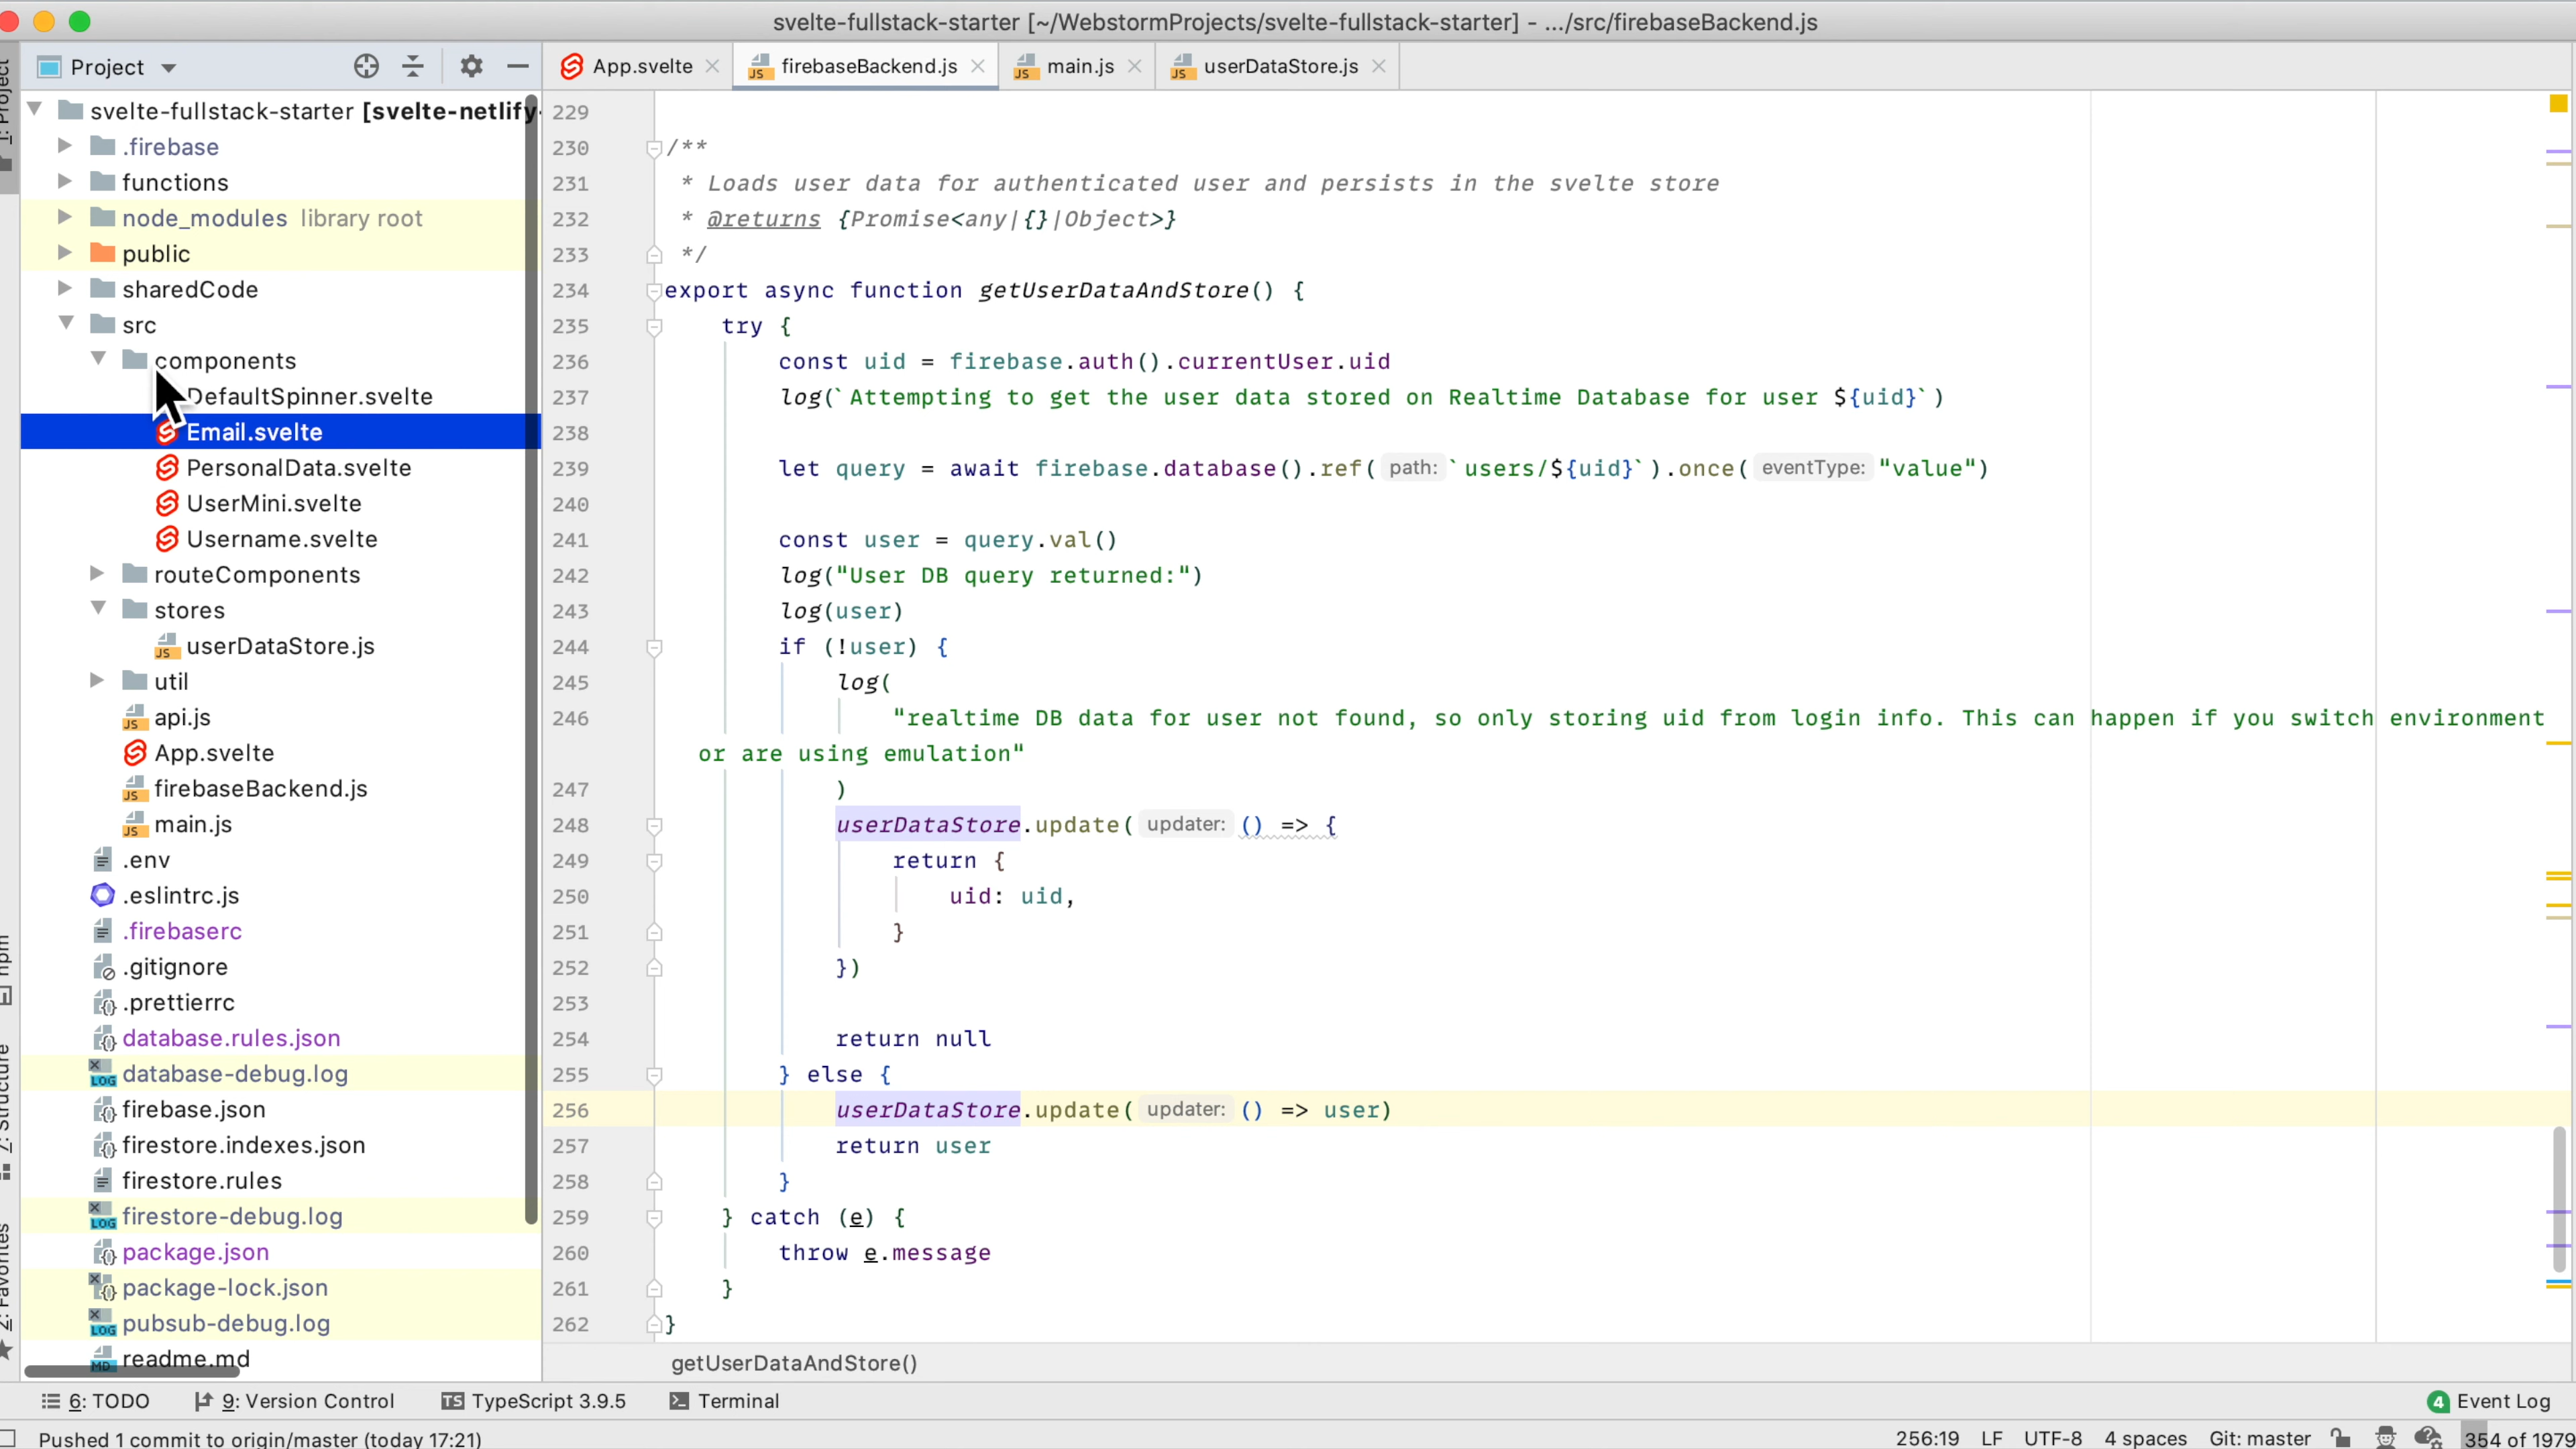 svelte-fullstack-starter [~/WebstormProjects/svelte-fullstack-starter] - .../src/firebaseBackend.js
1: Project
Project
App.svelte
firebaseBackend.js
main.js
userDataStore.js
svelte-fullstack-starter [svelte-netlify-
.firebase
functions
node_modules library root
public
sharedCode
src
components
DefaultSpinner.svelte
Email.svelte
PersonalData.svelte
UserMini.svelte
Username.svelte
routeComponents
stores
userDataStore.js
util
api.js
App.svelte
firebaseBackend.js
main.js
.env
.eslintrc.js
.firebaserc
.gitignore
.prettierrc
database.rules.json
database-debug.log
firebase.json
firestore.indexes.json
firestore.rules
firestore-debug.log
package.json
package-lock.json
pubsub-debug.log
readme.md
npm
7: Structure
2: Favorites
229
230 /**
231 * Loads user data for authenticated user and persists in the svelte store
232 * @returns {Promise<any|{}|Object>}
233 */
234 export async function getUserDataAndStore() {
235 try {
236 const uid = firebase.auth().currentUser.uid
237 log(`Attempting to get the user data stored on Realtime Database for user ${uid}`)
238
239 let query = await firebase.database().ref( path: `users/${uid}`).once( eventType: "value")
240
241 const user = query.val()
242 log("User DB query returned:")
243 log(user)
244 if (!user) {
245 log(
246 "realtime DB data for user not found, so only storing uid from login info. This can happen if you switch environment
or are using emulation"
247 )
248 userDataStore.update( updater: () => {
249 return {
250 uid: uid,
251 }
252 })
253
254 return null
255 } else {
256 userDataStore.update( updater: () => user)
257 return user
258 }
259 } catch (e) {
260 throw e.message
261 }
262 }
getUserDataAndStore()
6: TODO 9: Version Control TypeScript 3.9.5 Terminal 4 Event Log
Pushed 1 commit to origin/master (today 17:21) 256:19 LF UTF-8 4 spaces Git: master 354 of 1979